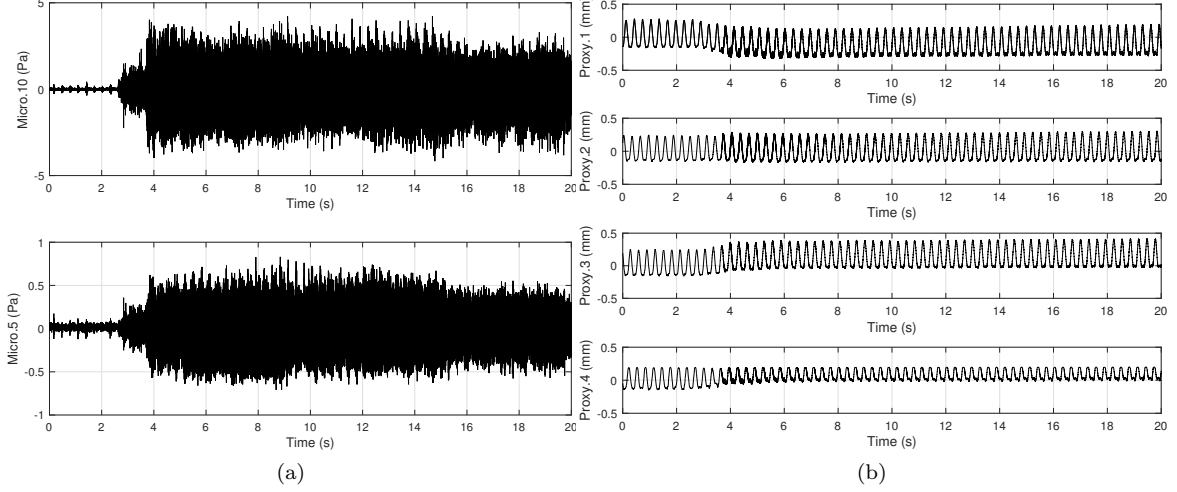 5
0
-5
Micro.10 (Pa)
0 2 4 6 8 10 12 14 16 18 20
Time (s)
1
0.5
0
-0.5
-1
Micro.5 (Pa)
0 2 4 6 8 10 12 14 16 18 20
Time (s)
(a)
0.5
0
-0.5
Proxy.1 (mm)
0 2 4 6 8 10 12 14 16 18 20
Time (s)
0.5
0
-0.5
Proxy.2 (mm)
0 2 4 6 8 10 12 14 16 18 20
Time (s)
0.5
0
-0.5
Proxy.3 (mm)
0 2 4 6 8 10 12 14 16 18 20
Time (s)
0.5
0
-0.5
Proxy.4 (mm)
0 2 4 6 8 10 12 14 16 18 20
Time (s)
(b)